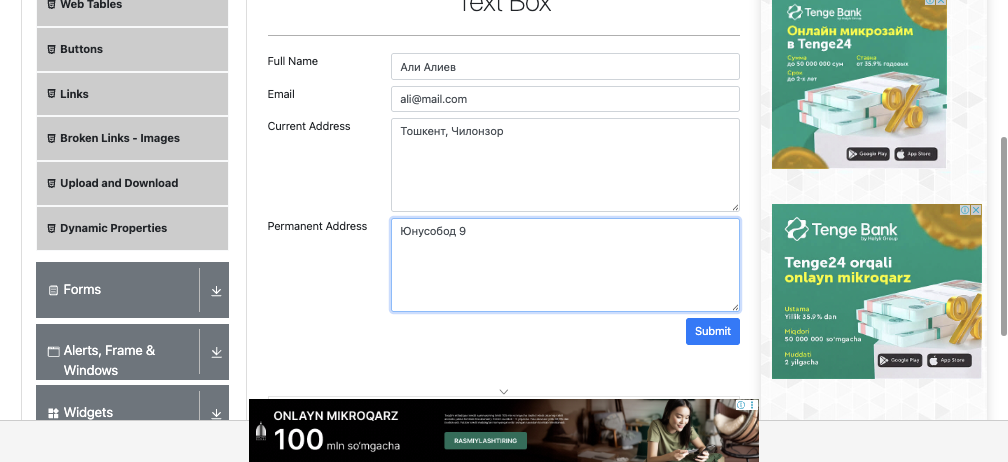 Web Tables
Text Box
Buttons
Links
Broken Links - Images
Upload and Download
Dynamic Properties
Forms
Alerts, Frame &
Windows
Widgets
Full Name
Али Алиев
Email
ali@mail.com
Current Address
Тошкент, Чилонзор
Permanent Address
Юнусобод 9
Submit
Tenge Bank
by Halyk Group
Онлайн микрозайм
в Tenge24
Сумма
до 50 000 000 сум
Ставка
от 35.9% годовых
Срок
до 2-х лет
Google Play
App Store
Tenge Bank
by Halyk Group
Tenge24 orqali
onlayn mikroqarz
Ustama
Yillik 35.9% dan
Miqdori
50 000 000 so'mgacha
Muddati
2 yilgacha
Google Play
App Store
ONLAYN MIKROQARZ
100 mln so'mgacha
RASMIYLASHTIRING